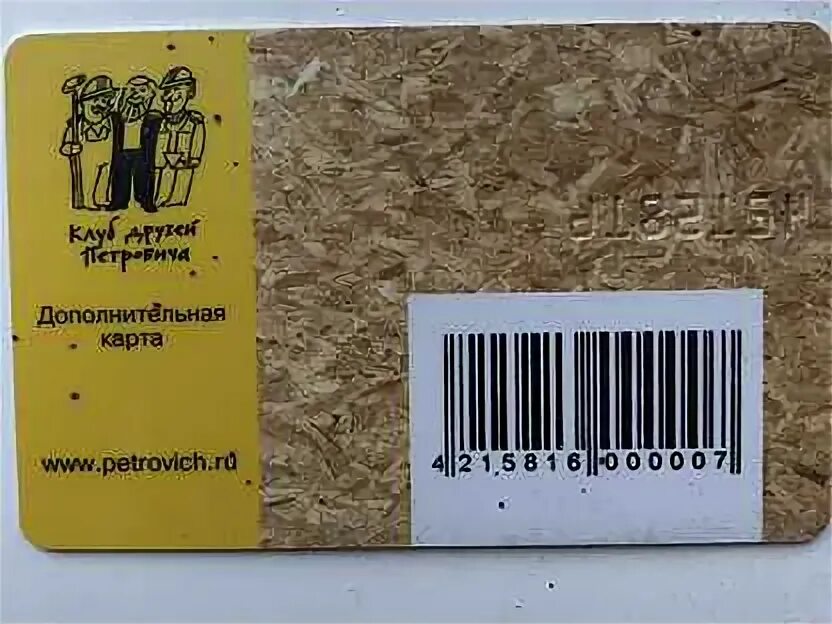 Клуб друзей
Петровича
Дополнительная
карта
www.petrovich.ru
4 215816 000007